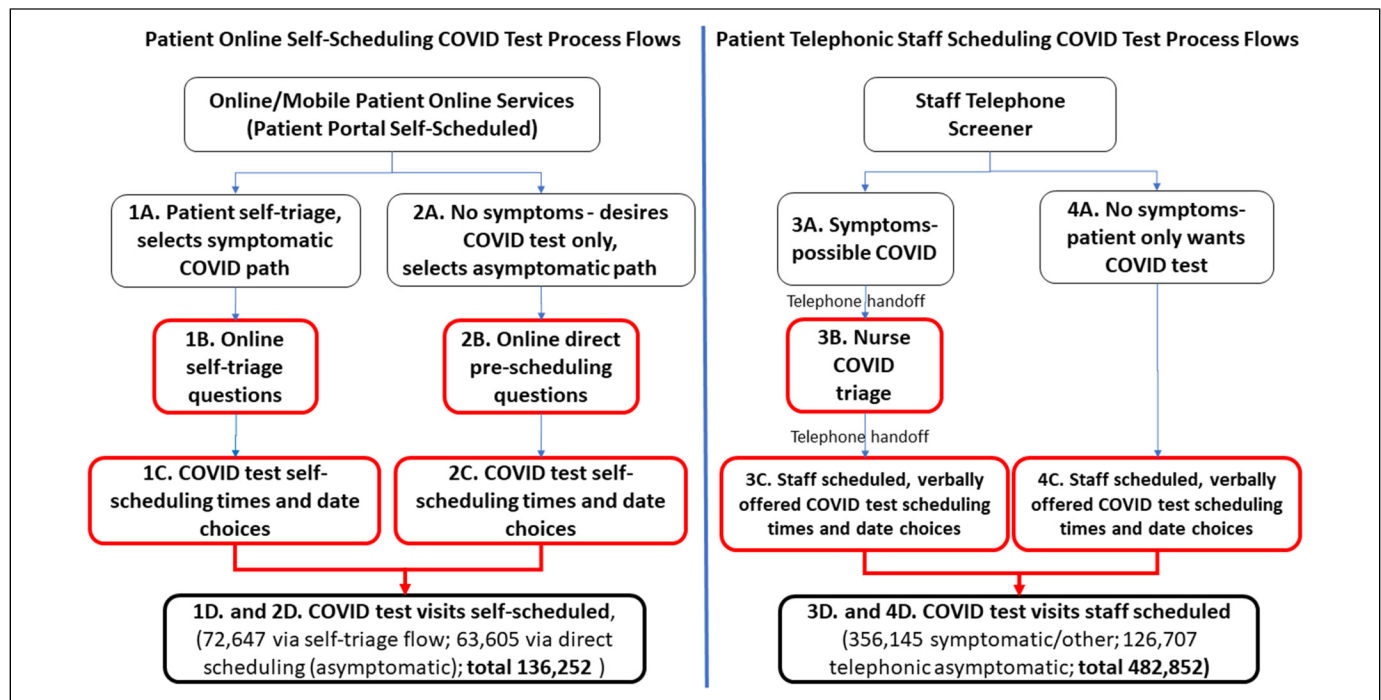 Patient Online Self-Scheduling COVID Test Process Flows
Online/Mobile Patient Online Services
(Patient Portal Self-Scheduled)
1A. Patient self-triage,
selects symptomatic
COVID path
2A. No symptoms - desires
COVID test only,
selects asymptomatic path
1B. Online
self-triage
questions
2B. Online direct
pre-scheduling
questions
1C. COVID test self-
scheduling times and date
choices
2C. COVID test self-
scheduling times and date
choices
1D. and 2D. COVID test visits self-scheduled,
(72,647 via self-triage flow; 63,605 via direct
scheduling (asymptomatic); total 136,252 )
Patient Telephonic Staff Scheduling COVID Test Process Flows
Staff Telephone
Screener
3A. Symptoms-
possible COVID
4A. No symptoms-
patient only wants
COVID test
Telephone handoff
3B. Nurse
COVID
triage
Telephone handoff
3C. Staff scheduled, verbally
offered COVID test scheduling
times and date choices
4C. Staff scheduled, verbally
offered COVID test scheduling
times and date choices
3D. and 4D. COVID test visits staff scheduled
(356,145 symptomatic/other; 126,707
telephonic asymptomatic; total 482,852)